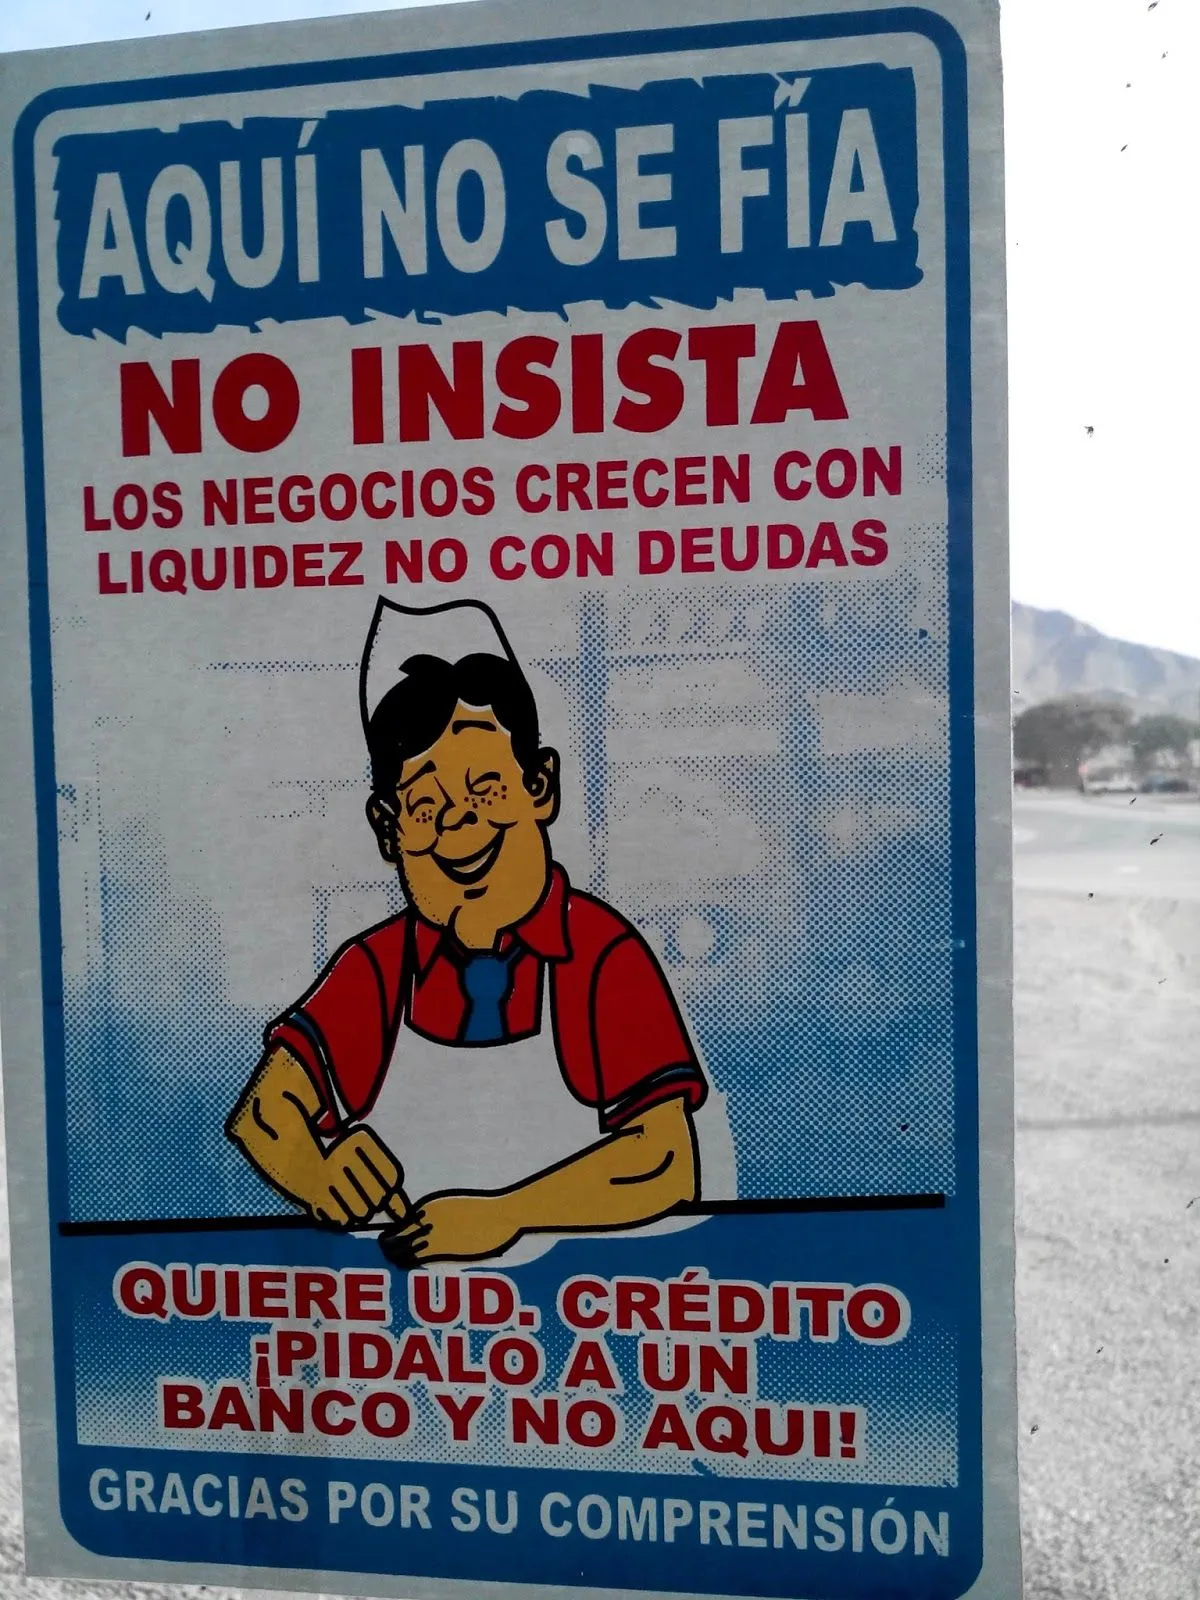 AQUÍ NO SE FÍA
NO INSISTA
LOS NEGOCIOS CRECEN CON
LIQUIDEZ NO CON DEUDAS
QUIERE UD. CRÉDITO
¡PIDALO A UN
BANCO Y NO AQUI!
GRACIAS POR SU COMPRENSIÓN